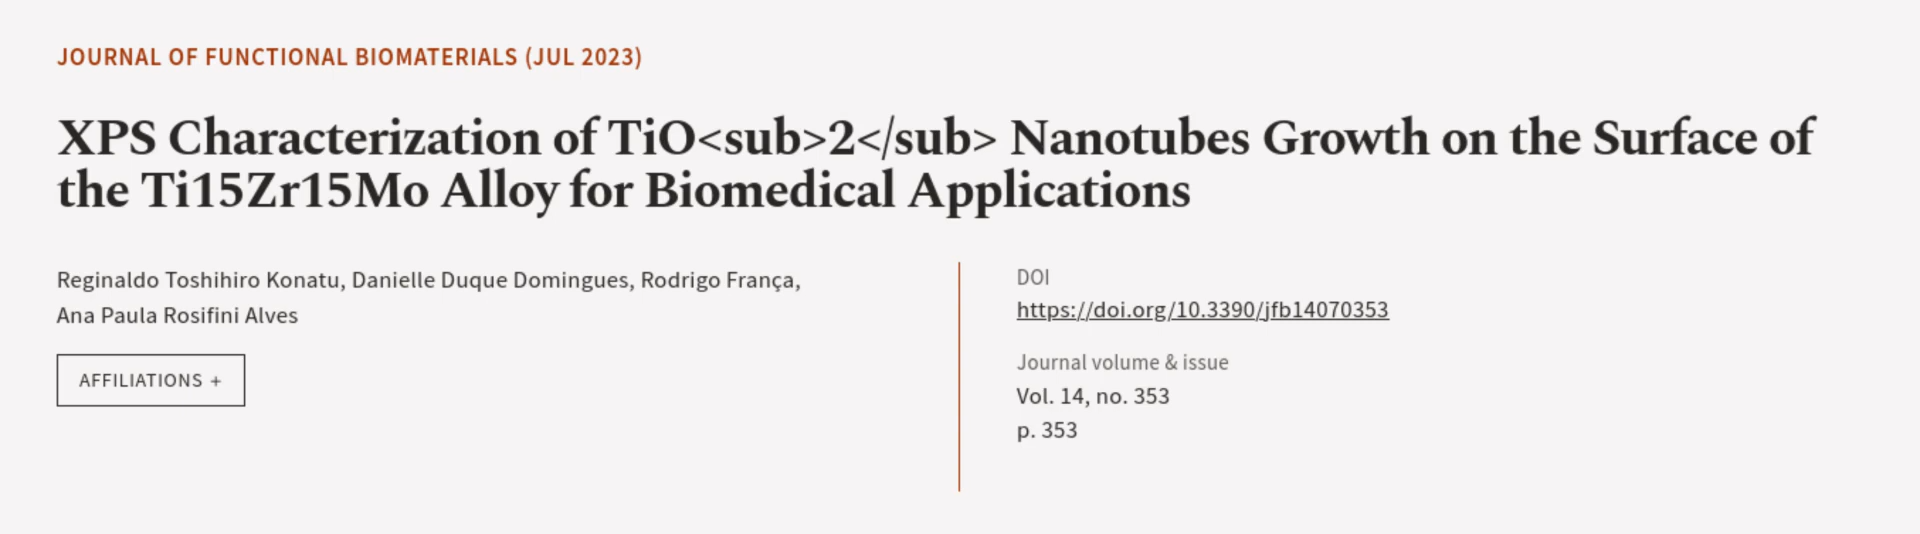 JOURNAL OF FUNCTIONAL BIOMATERIALS (JUL 2023)
XPS Characterization of TiO<sub>2</sub> Nanotubes Growth on the Surface of
the Ti15Zr15Mo Alloy for Biomedical Applications
Reginaldo Toshihiro Konatu, Danielle Duque Domingues, Rodrigo França,
Ana Paula Rosifini Alves
AFFILIATIONS +
DOI
https://doi.org/10.3390/jfb14070353
Journal volume & issue
Vol. 14, no. 353
p. 353